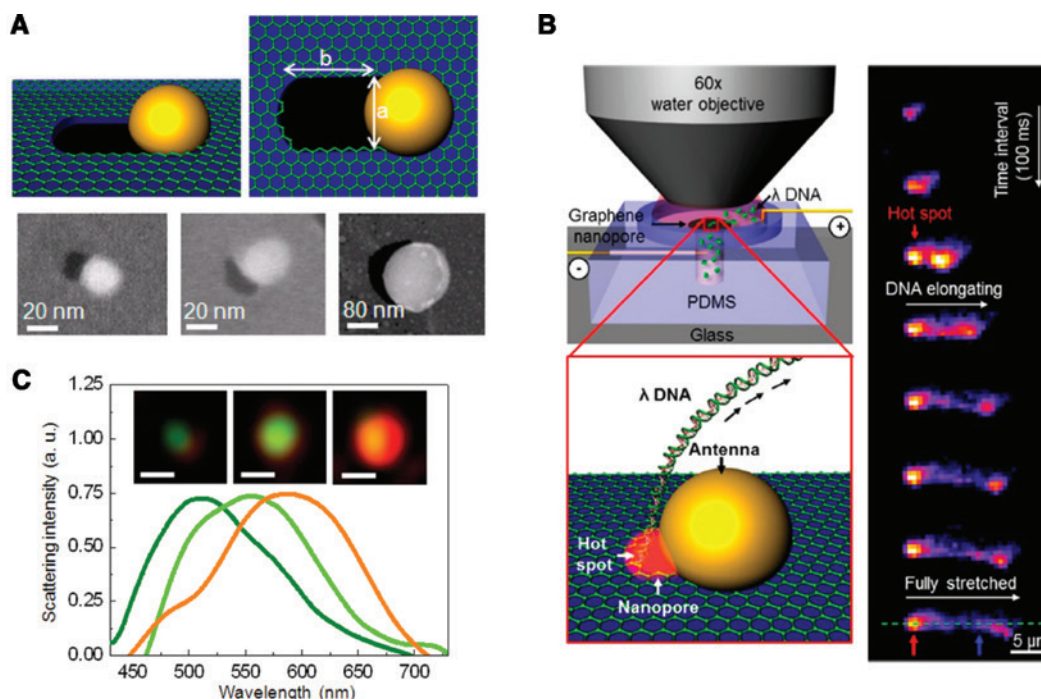 A
b
a
20 nm
20 nm
80 nm
B
60x
water objective
λ DNA
Graphene
nanopore
+
-
PDMS
Glass
λ DNA
Antenna
Hot
spot
Nanopore
Time interval
(100 ms)
Hot spot
DNA elongating
Fully stretched
5 μm
C
Scattering intensity (a. u.)
1.25
1.00
0.75
0.50
0.25
0.00
450 500 550 600 650 700
Wavelength (nm)